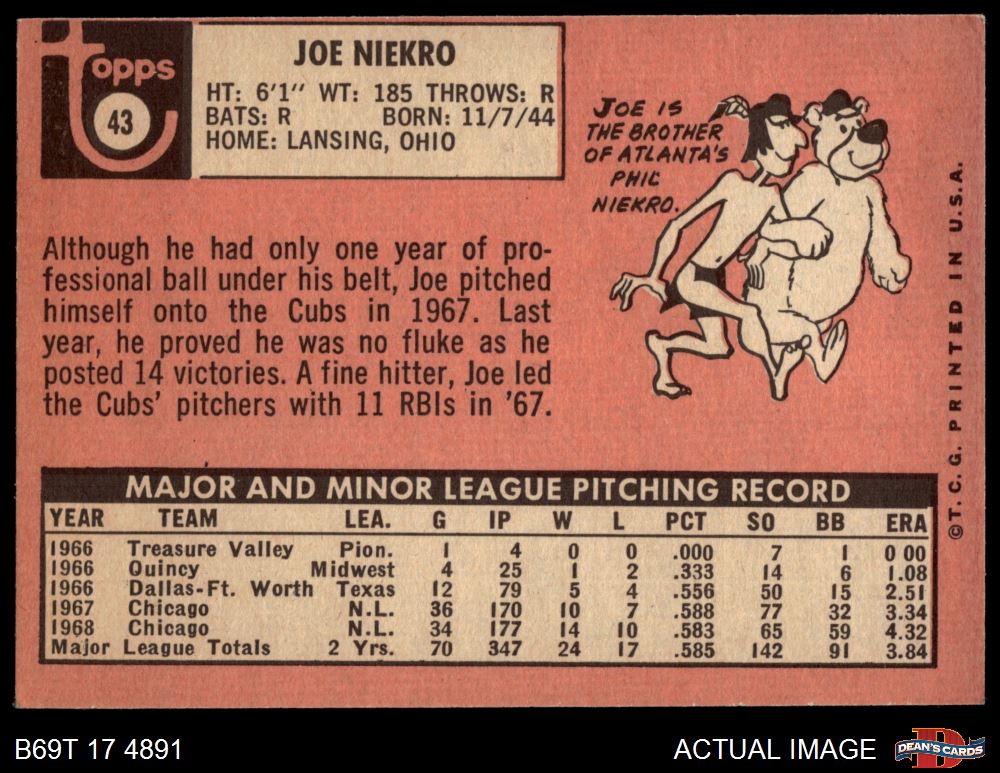 topps
43
JOE NIEKRO
HT: 6'1" WT: 185 THROWS: R
BATS: R BORN: 11/7/44
HOME: LANSING, OHIO
JOE IS
THE BROTHER
OF ATLANTA'S
PHIL
NIEKRO.
Although he had only one year of pro-
fessional ball under his belt, Joe pitched
himself onto the Cubs in 1967. Last
year, he proved he was no fluke as he
posted 14 victories. A fine hitter, Joe led
the Cubs' pitchers with 11 RBIs in '67.
MAJOR AND MINOR LEAGUE PITCHING RECORD
YEAR TEAM LEA. G IP W L PCT SO BB ERA
1966 Treasure Valley Pion. 1 4 0 0 .000 7 1 0 00
1966 Quincy Midwest 4 25 1 2 .333 14 6 1.08
1966 Dallas-Ft. Worth Texas 12 79 5 4 .556 50 15 2.51
1967 Chicago N.L. 36 170 10 7 .588 77 32 3.34
1968 Chicago N.L. 34 177 14 10 .583 65 59 4.32
Major League Totals 2 Yrs. 70 347 24 17 .585 142 91 3.84
©T. C. G. PRINTED IN U.S.A.
B69T 17 4891
ACTUAL IMAGE
D
DEAN'S CARDS